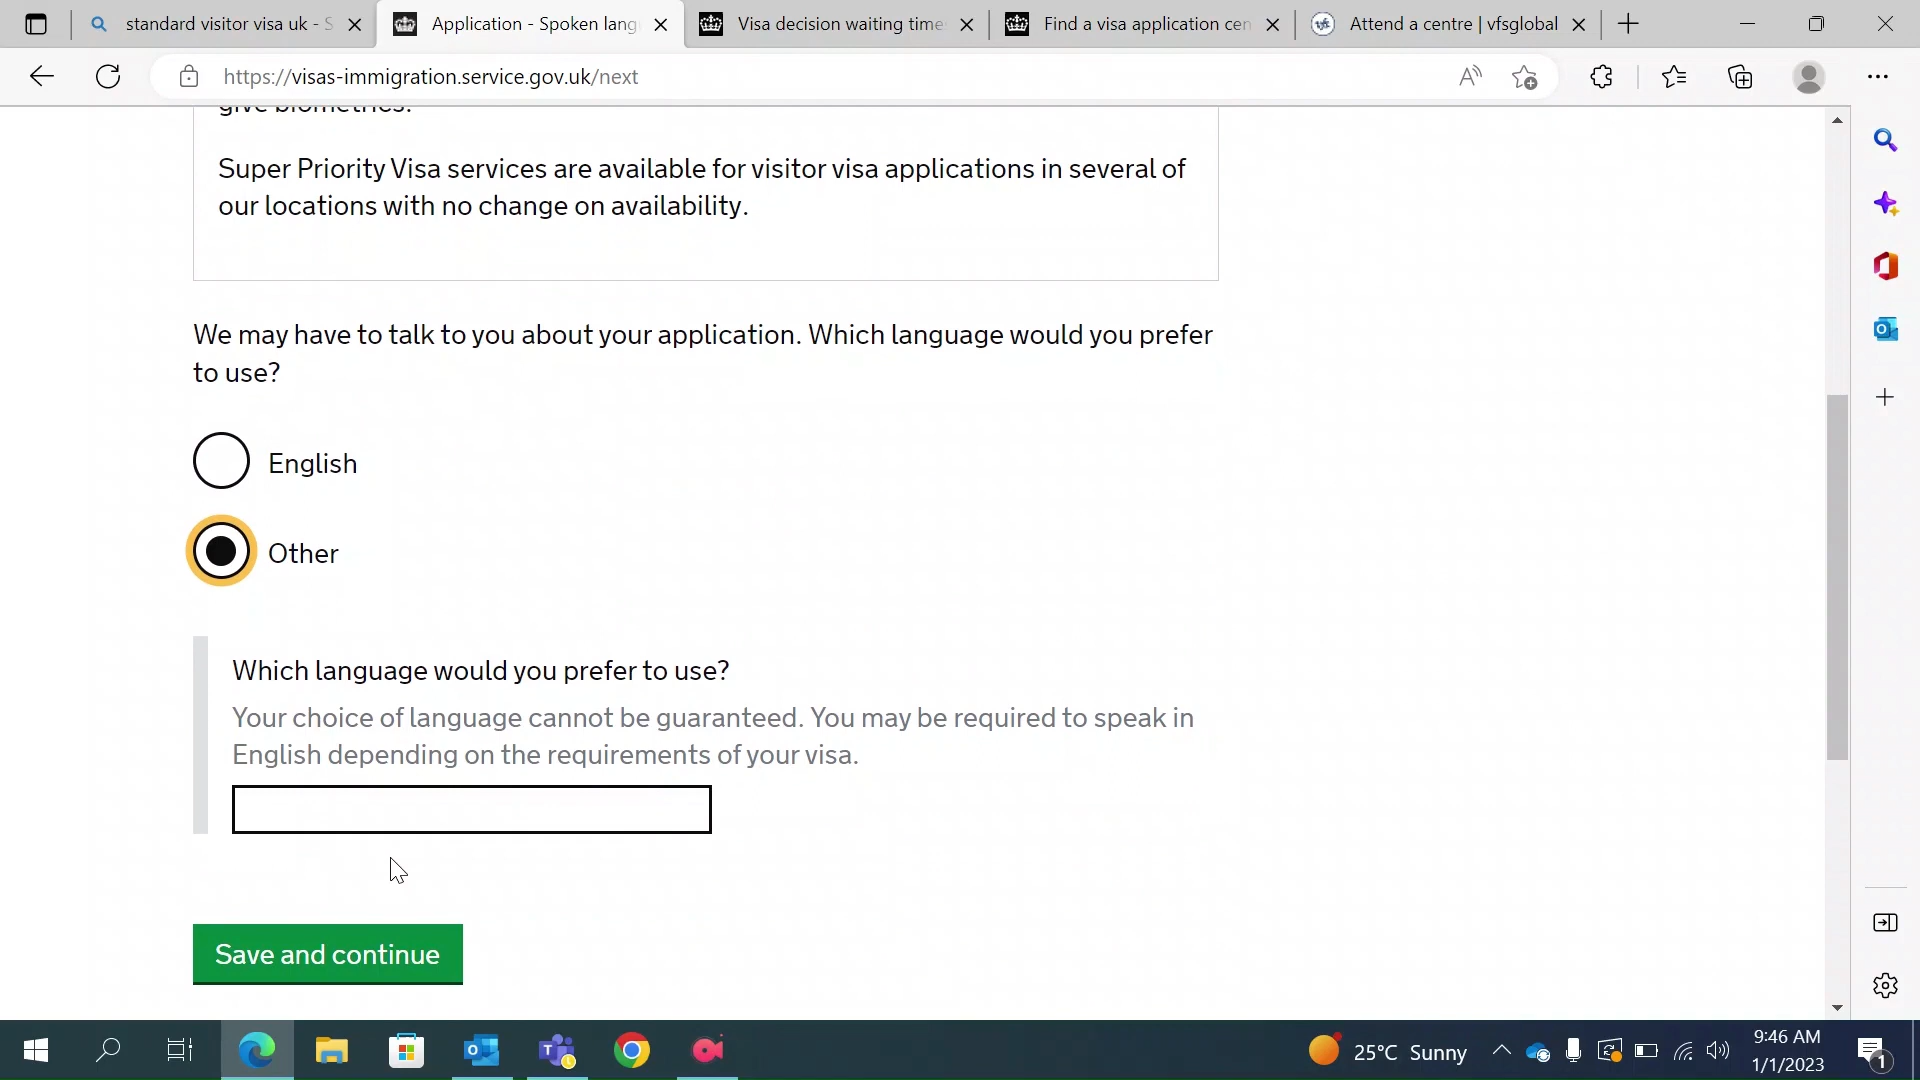 standard visitor visa uk - S
Application - Spoken lang
Visa decision waiting time
Find a visa application cen
Attend a centre | vfsglobal
https://visas-immigration.service.gov.uk/next
give biometrics.
Super Priority Visa services are available for visitor visa applications in several of
our locations with no change on availability.
We may have to talk to you about your application. Which language would you prefer
to use?
English
Other
Which language would you prefer to use?
Your choice of language cannot be guaranteed. You may be required to speak in
English depending on the requirements of your visa.
Save and continue
25°C Sunny
9:46 AM
1/1/2023
1